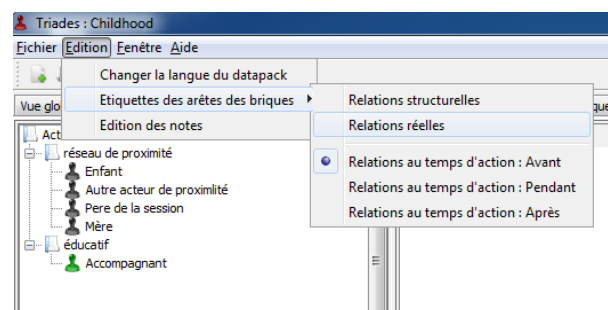 Triades : Childhood
Fichier Edition Fenêtre Aide
Changer la langue du datapack
Vue glo
Etiquettes des arêtes des briques
Relations structurelles
que
Act
Edition des notes
Relations réelles
réseau de proximité
Enfant
Relations au temps d'action : Avant
Autre acteur de proximlité
Relations au temps d'action : Pendant
Pere de la session
Relations au temps d'action : Après
Mère
éducatif
Accompagnant